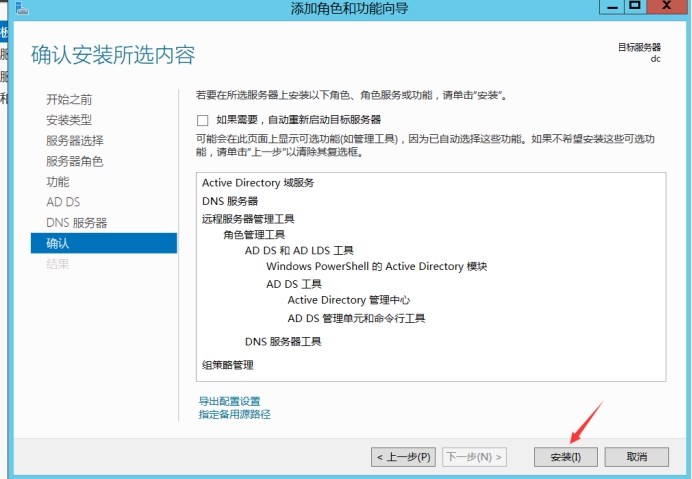 添加角色和功能向导
确认安装所选内容
目标服务器
dc
开始之前
安装类型
服务器选择
服务器角色
功能
AD DS
DNS 服务器
确认
结果
若要在所选服务器上安装以下角色、角色服务或功能，请单击"安装"。
如果需要，自动重新启动目标服务器
可能会在此页面上显示可选功能(如管理工具)，因为已自动选择这些功能。如果不希望安装这些可选功
能，请单击"上一步"以清除其复选框。
Active Directory 域服务
DNS 服务器
远程服务器管理工具
角色管理工具
AD DS 和 AD LDS 工具
Windows PowerShell 的 Active Directory 模块
AD DS 工具
Active Directory 管理中心
AD DS 管理单元和命令行工具
DNS 服务器工具
组策略管理
导出配置设置
指定备用源路径
< 上一步(P)
下一步(N) >
安装(I)
取消